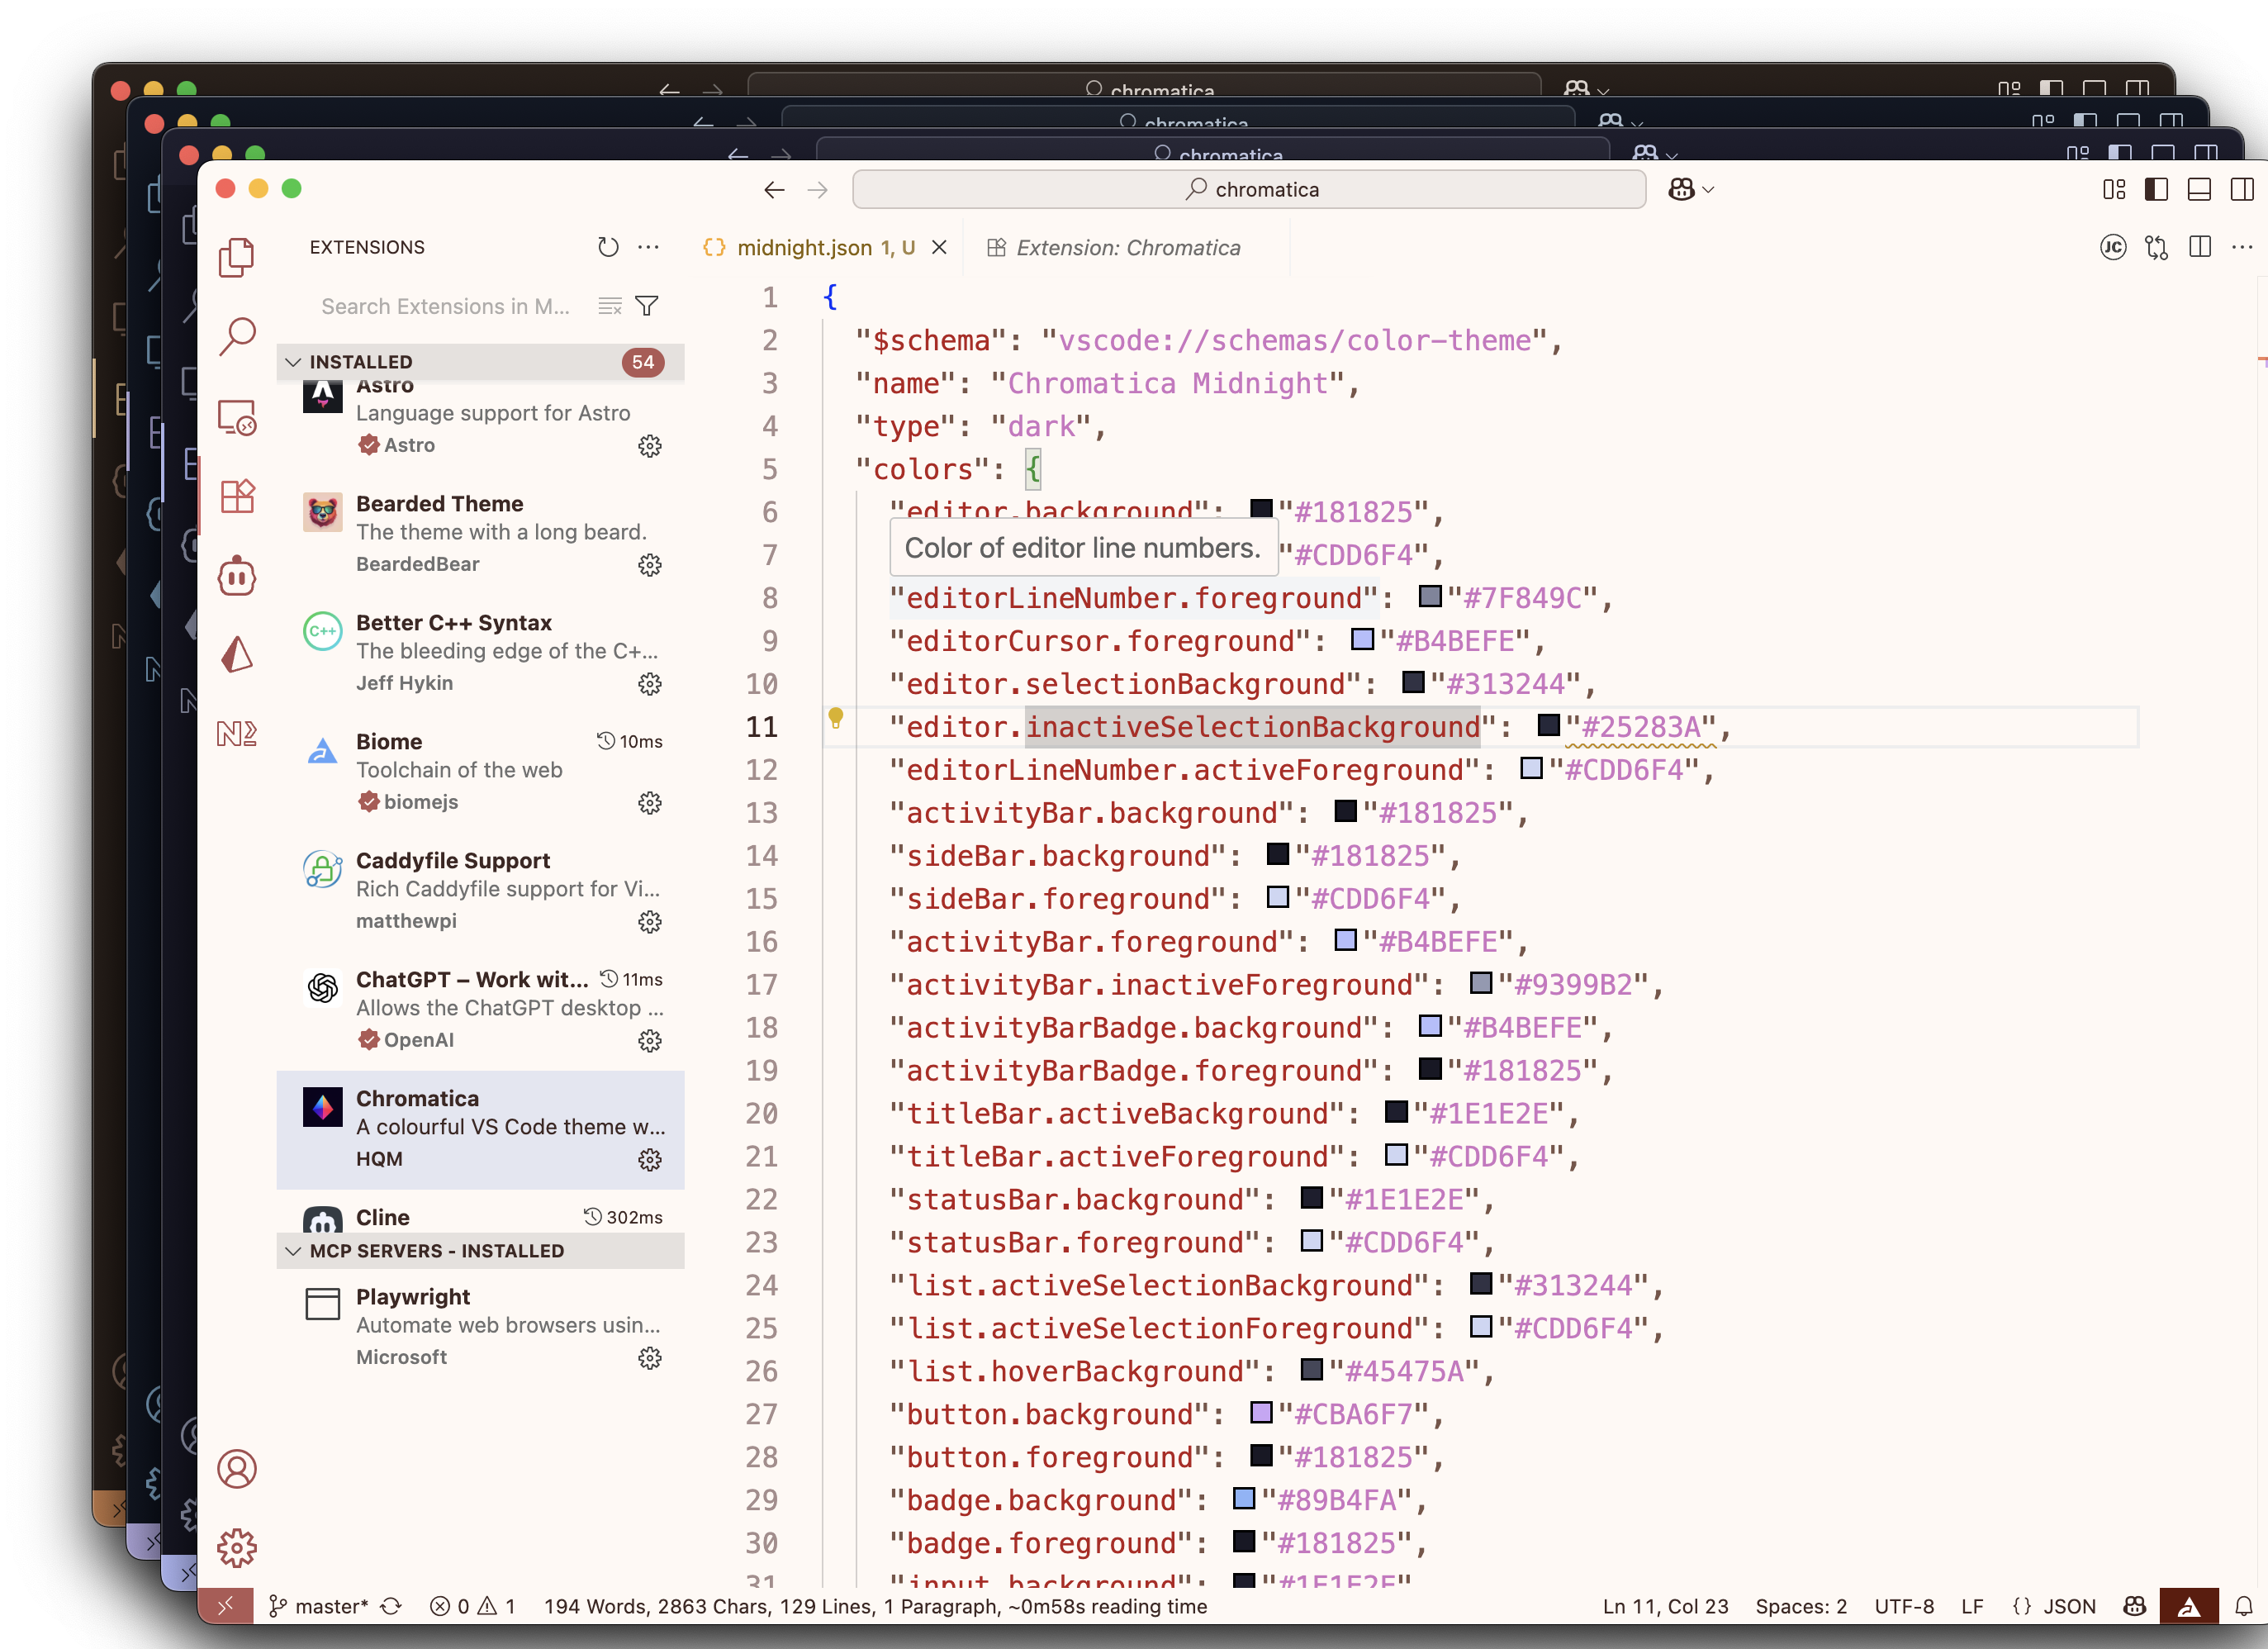 chromatica
chromatica
chromatica
chromatica
EXTENSIONS
Search Extensions in M...
INSTALLED
54
Astro
Language support for Astro
Astro
Bearded Theme
The theme with a long beard.
BeardedBear
C++
Better C++ Syntax
The bleeding edge of the C+...
Jeff Hykin
Biome
10ms
Toolchain of the web
biomejs
Caddyfile Support
Rich Caddyfile support for Vi...
matthewpi
ChatGPT – Work wit...
11ms
Allows the ChatGPT desktop ...
OpenAI
Chromatica
A colourful VS Code theme w...
HQM
Cline
302ms
MCP SERVERS - INSTALLED
Playwright
Automate web browsers usin...
Microsoft
{} midnight.json 1, U
Extension: Chromatica
JC
1 {
2 "$schema": "vscode://schemas/color-theme",
3 "name": "Chromatica Midnight",
4 "type": "dark",
5 "colors": {
6 "editor.background": "#181825",
Color of editor line numbers.
7 "#CDD6F4",
8 "editorLineNumber.foreground": "#7F849C",
9 "editorCursor.foreground": "#B4BEFE",
10 "editor.selectionBackground": "#313244",
11 "editor.inactiveSelectionBackground": "#25283A",
12 "editorLineNumber.activeForeground": "#CDD6F4",
13 "activityBar.background": "#181825",
14 "sideBar.background": "#181825",
15 "sideBar.foreground": "#CDD6F4",
16 "activityBar.foreground": "#B4BEFE",
17 "activityBar.inactiveForeground": "#9399B2",
18 "activityBarBadge.background": "#B4BEFE",
19 "activityBarBadge.foreground": "#181825",
20 "titleBar.activeBackground": "#1E1E2E",
21 "titleBar.activeForeground": "#CDD6F4",
22 "statusBar.background": "#1E1E2E",
23 "statusBar.foreground": "#CDD6F4",
24 "list.activeSelectionBackground": "#313244",
25 "list.activeSelectionForeground": "#CDD6F4",
26 "list.hoverBackground": "#45475A",
27 "button.background": "#CBA6F7",
28 "button.foreground": "#181825",
29 "badge.background": "#89B4FA",
30 "badge.foreground": "#181825",
31 "input.background": "#1E1E2E"
master* 0 1 194 Words, 2863 Chars, 129 Lines, 1 Paragraph, ~0m58s reading time
Ln 11, Col 23 Spaces: 2 UTF-8 LF {} JSON